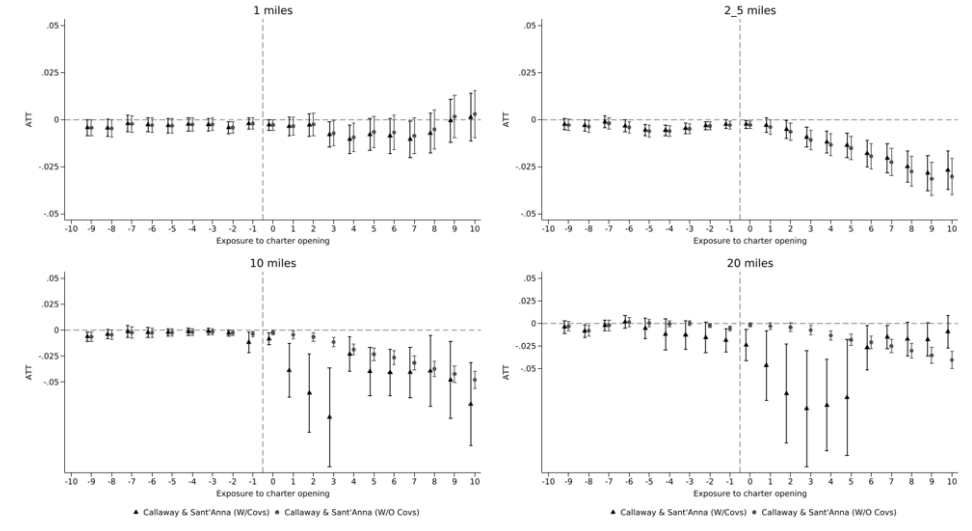 1 miles
.05
.025
0
-.025
-.05
ATT
-10 -9 -8 -7 -6 -5 -4 -3 -2 -1 0 1 2 3 4 5 6 7 8 9 10
Exposure to charter opening
2_5 miles
.05
.025
0
-.025
-.05
ATT
-10 -9 -8 -7 -6 -5 -4 -3 -2 -1 0 1 2 3 4 5 6 7 8 9 10
Exposure to charter opening
10 miles
.05
.025
0
-.025
-.05
ATT
-10 -9 -8 -7 -6 -5 -4 -3 -2 -1 0 1 2 3 4 5 6 7 8 9 10
Exposure to charter opening
Callaway & Sant'Anna (W/Covs) Callaway & Sant'Anna (W/O Covs)
20 miles
.05
.025
0
-.025
-.05
ATT
-10 -9 -8 -7 -6 -5 -4 -3 -2 -1 0 1 2 3 4 5 6 7 8 9 10
Exposure to charter opening
Callaway & Sant'Anna (W/Covs) Callaway & Sant'Anna (W/O Covs)